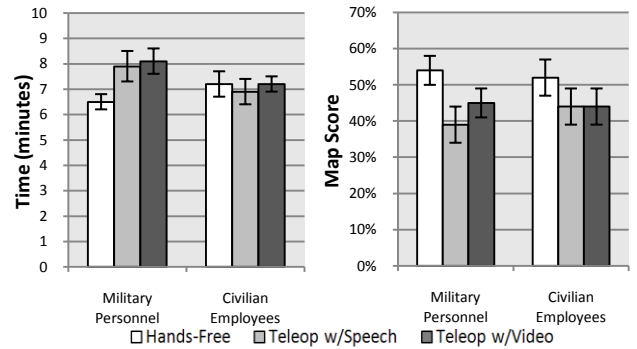 Time (minutes)
10
9
8
7
6
5
4
3
2
1
0
Military
Personnel
Civilian
Employees
Map Score
70%
60%
50%
40%
30%
20%
10%
0%
Military
Personnel
Civilian
Employees
Hands-Free Teleop w/Speech Teleop w/Video